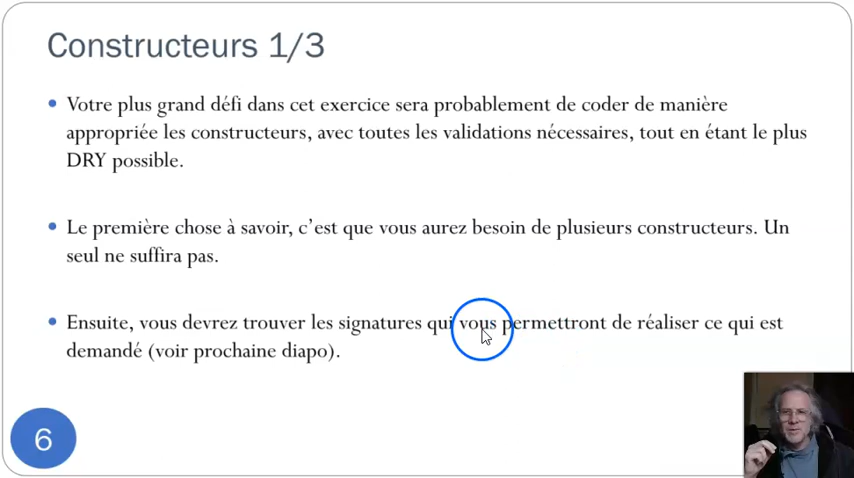 Constructeurs 1/3
Votre plus grand défi dans cet exercice sera probablement de coder de manière
appropriée les constructeurs, avec toutes les validations nécessaires, tout en étant le plus
DRY possible.
Le première chose à savoir, c’est que vous aurez besoin de plusieurs constructeurs. Un
seul ne suffira pas.
Ensuite, vous devrez trouver les signatures qui vous permettront de réaliser ce qui est
demandé (voir prochaine diapo).
6